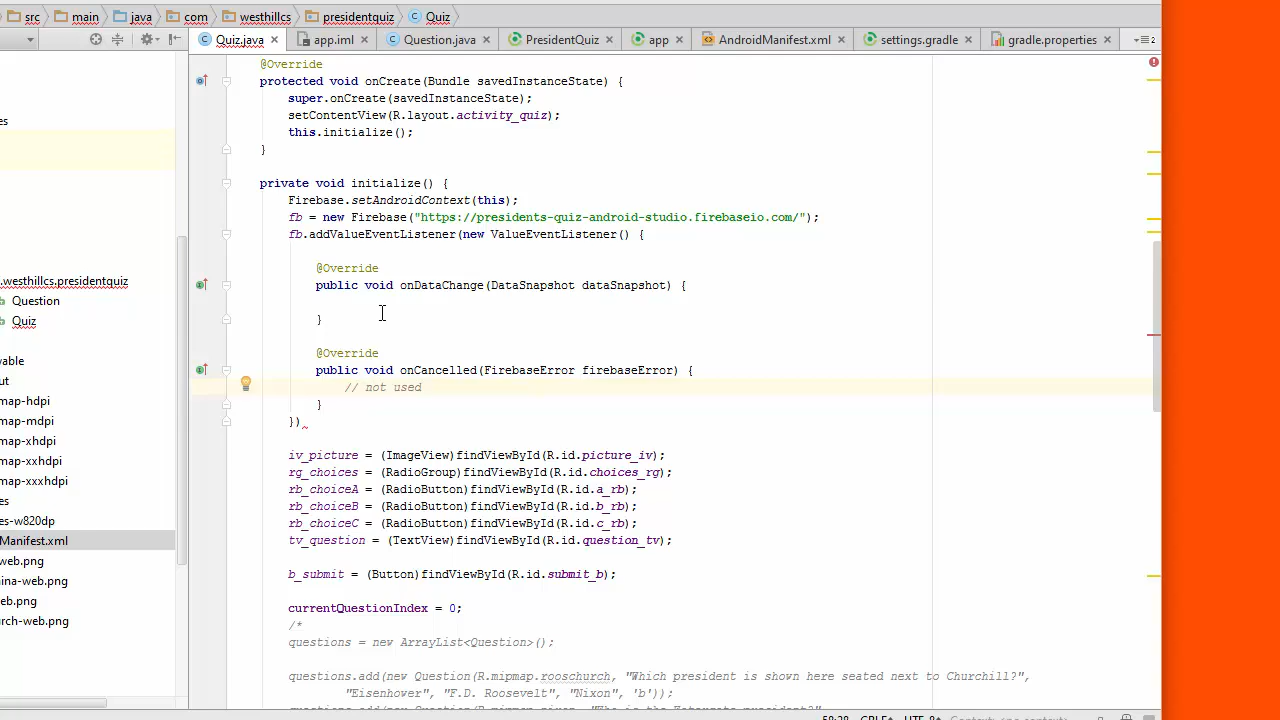 src main java com westhillcs presidentquiz Quiz
Quiz.java app.iml Question.java PresidentQuiz app AndroidManifest.xml settings.gradle gradle.properties
@Override
protected void onCreate(Bundle savedInstanceState) {
super.onCreate(savedInstanceState);
es
setContentView(R.layout.activity_quiz);
this.initialize();
}
private void initialize() {
Firebase.setAndroidContext(this);
fb = new Firebase("https://presidents-quiz-android-studio.firebaseio.com/");
fb.addValueEventListener(new ValueEventListener() {
@Override
.westhillcs.presidentquiz
public void onDataChange(DataSnapshot dataSnapshot) {
Question
Quiz
}
@Override
yable
public void onCancelled(FirebaseError firebaseError) {
ut
// not used
map-hdpi
}
map-mdpi
})
map-xhdpi
iv_picture = (ImageView)findViewById(R.id.picture_iv);
map-xxhdpi
rg_choices = (RadioGroup)findViewById(R.id.choices_rg);
map-xxxhdpi
rb_choiceA = (RadioButton)findViewById(R.id.a_rb);
es
rb_choiceB = (RadioButton)findViewById(R.id.b_rb);
es-w820dp
rb_choiceC = (RadioButton)findViewById(R.id.c_rb);
Manifest.xml
tv_question = (TextView)findViewById(R.id.question_tv);
web.png
b_submit = (Button)findViewById(R.id.submit_b);
ina-web.png
eb.png
currentQuestionIndex = 0;
rch-web.png
/*
questions = new ArrayList<Question>();
questions.add(new Question(R.mipmap.rooschurch, "Which president is shown here seated next to Churchill?",
"Eisenhover", "F.D. Roosevelt", "Nixon", 'b'));